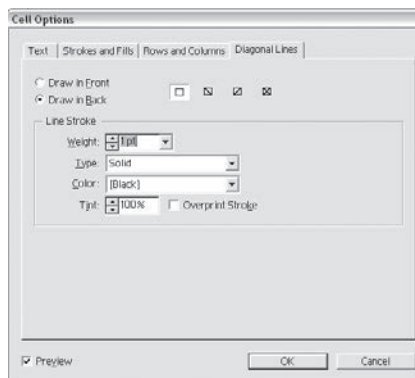 Cell Options
Text Strokes and Fills Rows and Columns Diagonal Lines
Draw in Front
Draw in Back
Line Stroke
Weight: 1 pt
Type: Solid
Color: [Black]
Tint: 100% Overprint Stroke
Preview OK Cancel